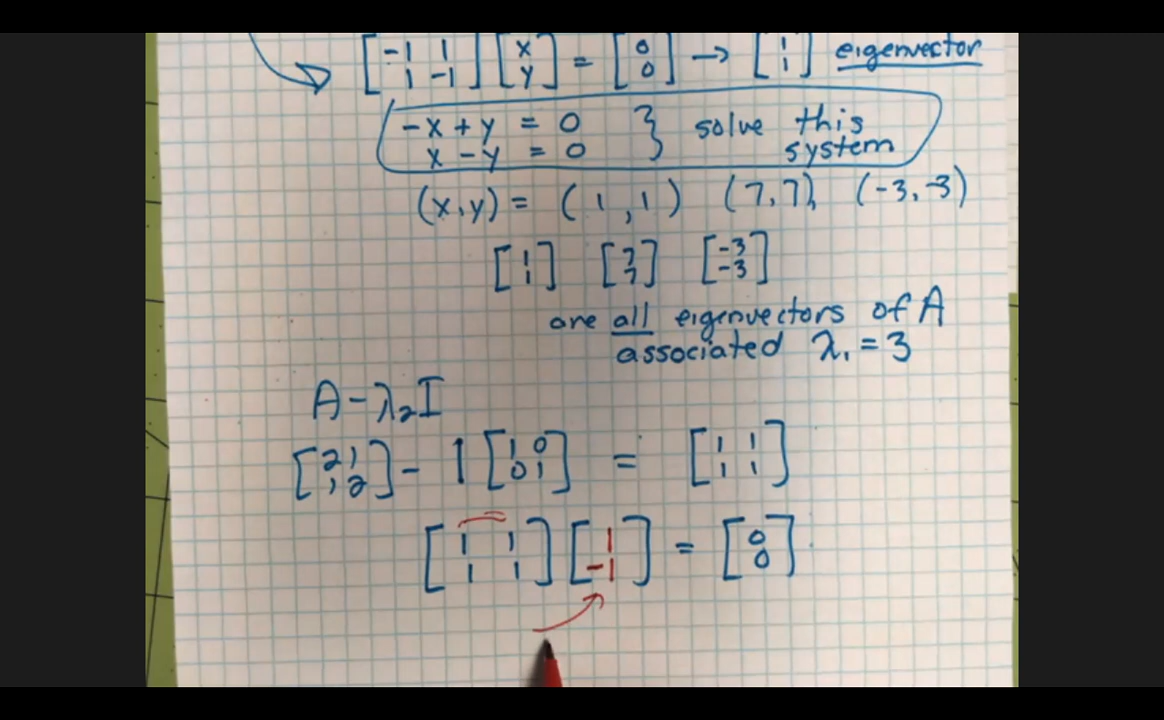 [-1 1 1 -1] [x y] = [0 0] → [1 1] eigenvector
-x + y = 0 } solve this
x - y = 0 system
(x,y) = (1,1) (7,7), (-3,-3)
[1 1] [7 7] [-3 -3]
are all eigenvectors of A
associated λ₁ = 3
A - λ₂I
[2 1 1 2] - 1 [1 0 0 1] = [1 1 1 1]
[1 1 1 1] [1 -1] = [0 0]